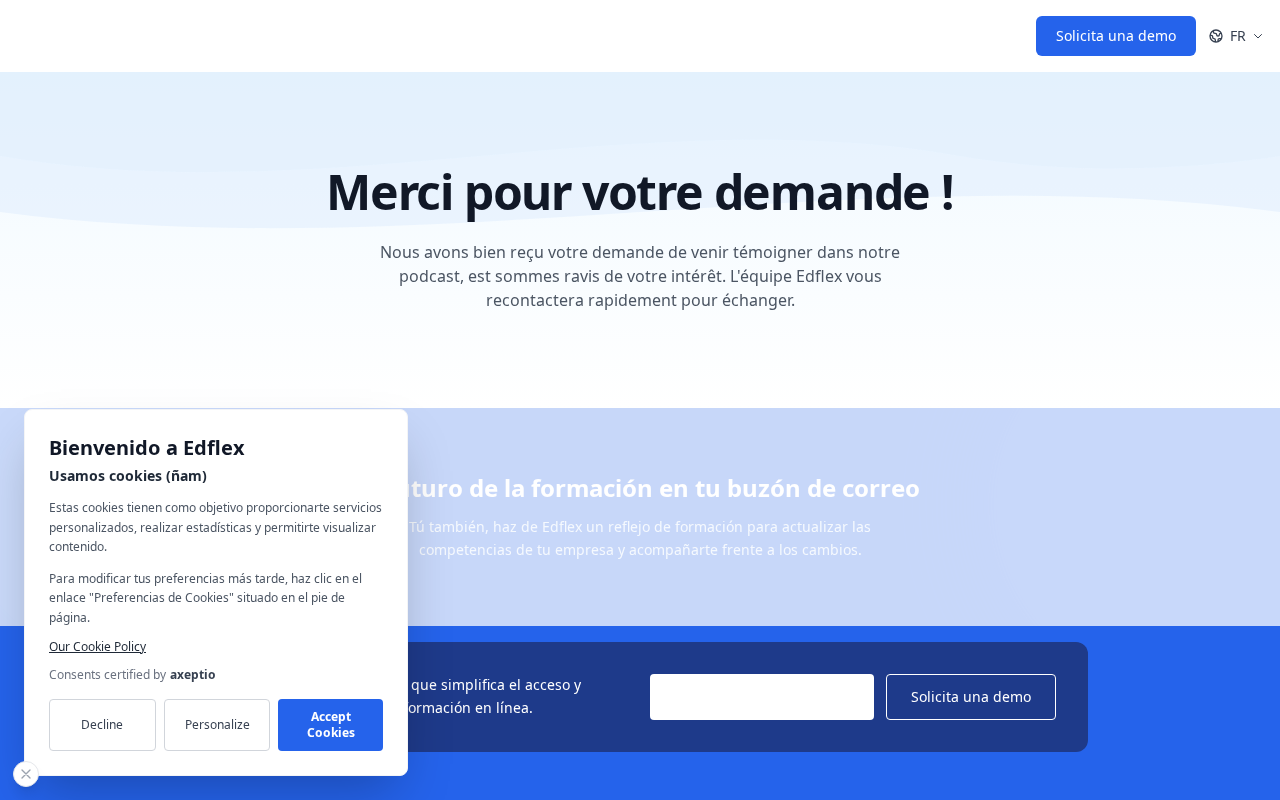 Solicita una demo
FR
Merci pour votre demande !
Nous avons bien reçu votre demande de venir témoigner dans notre
podcast, est sommes ravis de votre intérêt. L'équipe Edflex vous
recontactera rapidement pour échanger.
de la formación en tu buzón de correo
Tú también, haz de Edflex un reflejo de formación para actualizar las
competencias de tu empresa y acompañarte frente a los cambios.
Bienvenido a Edflex
Usamos cookies (ñam)
Estas cookies tienen como objetivo proporcionarte servicios
personalizados, realizar estadísticas y permitirte visualizar
contenido.
Para modificar tus preferencias más tarde, haz clic en el
enlace "Preferencias de Cookies" situado en el pie de
página.
Our Cookie Policy
Consents certified by axeptio
Decline
Personalize
Accept
Cookies
que simplifica el acceso y
en línea.
Solicita una demo